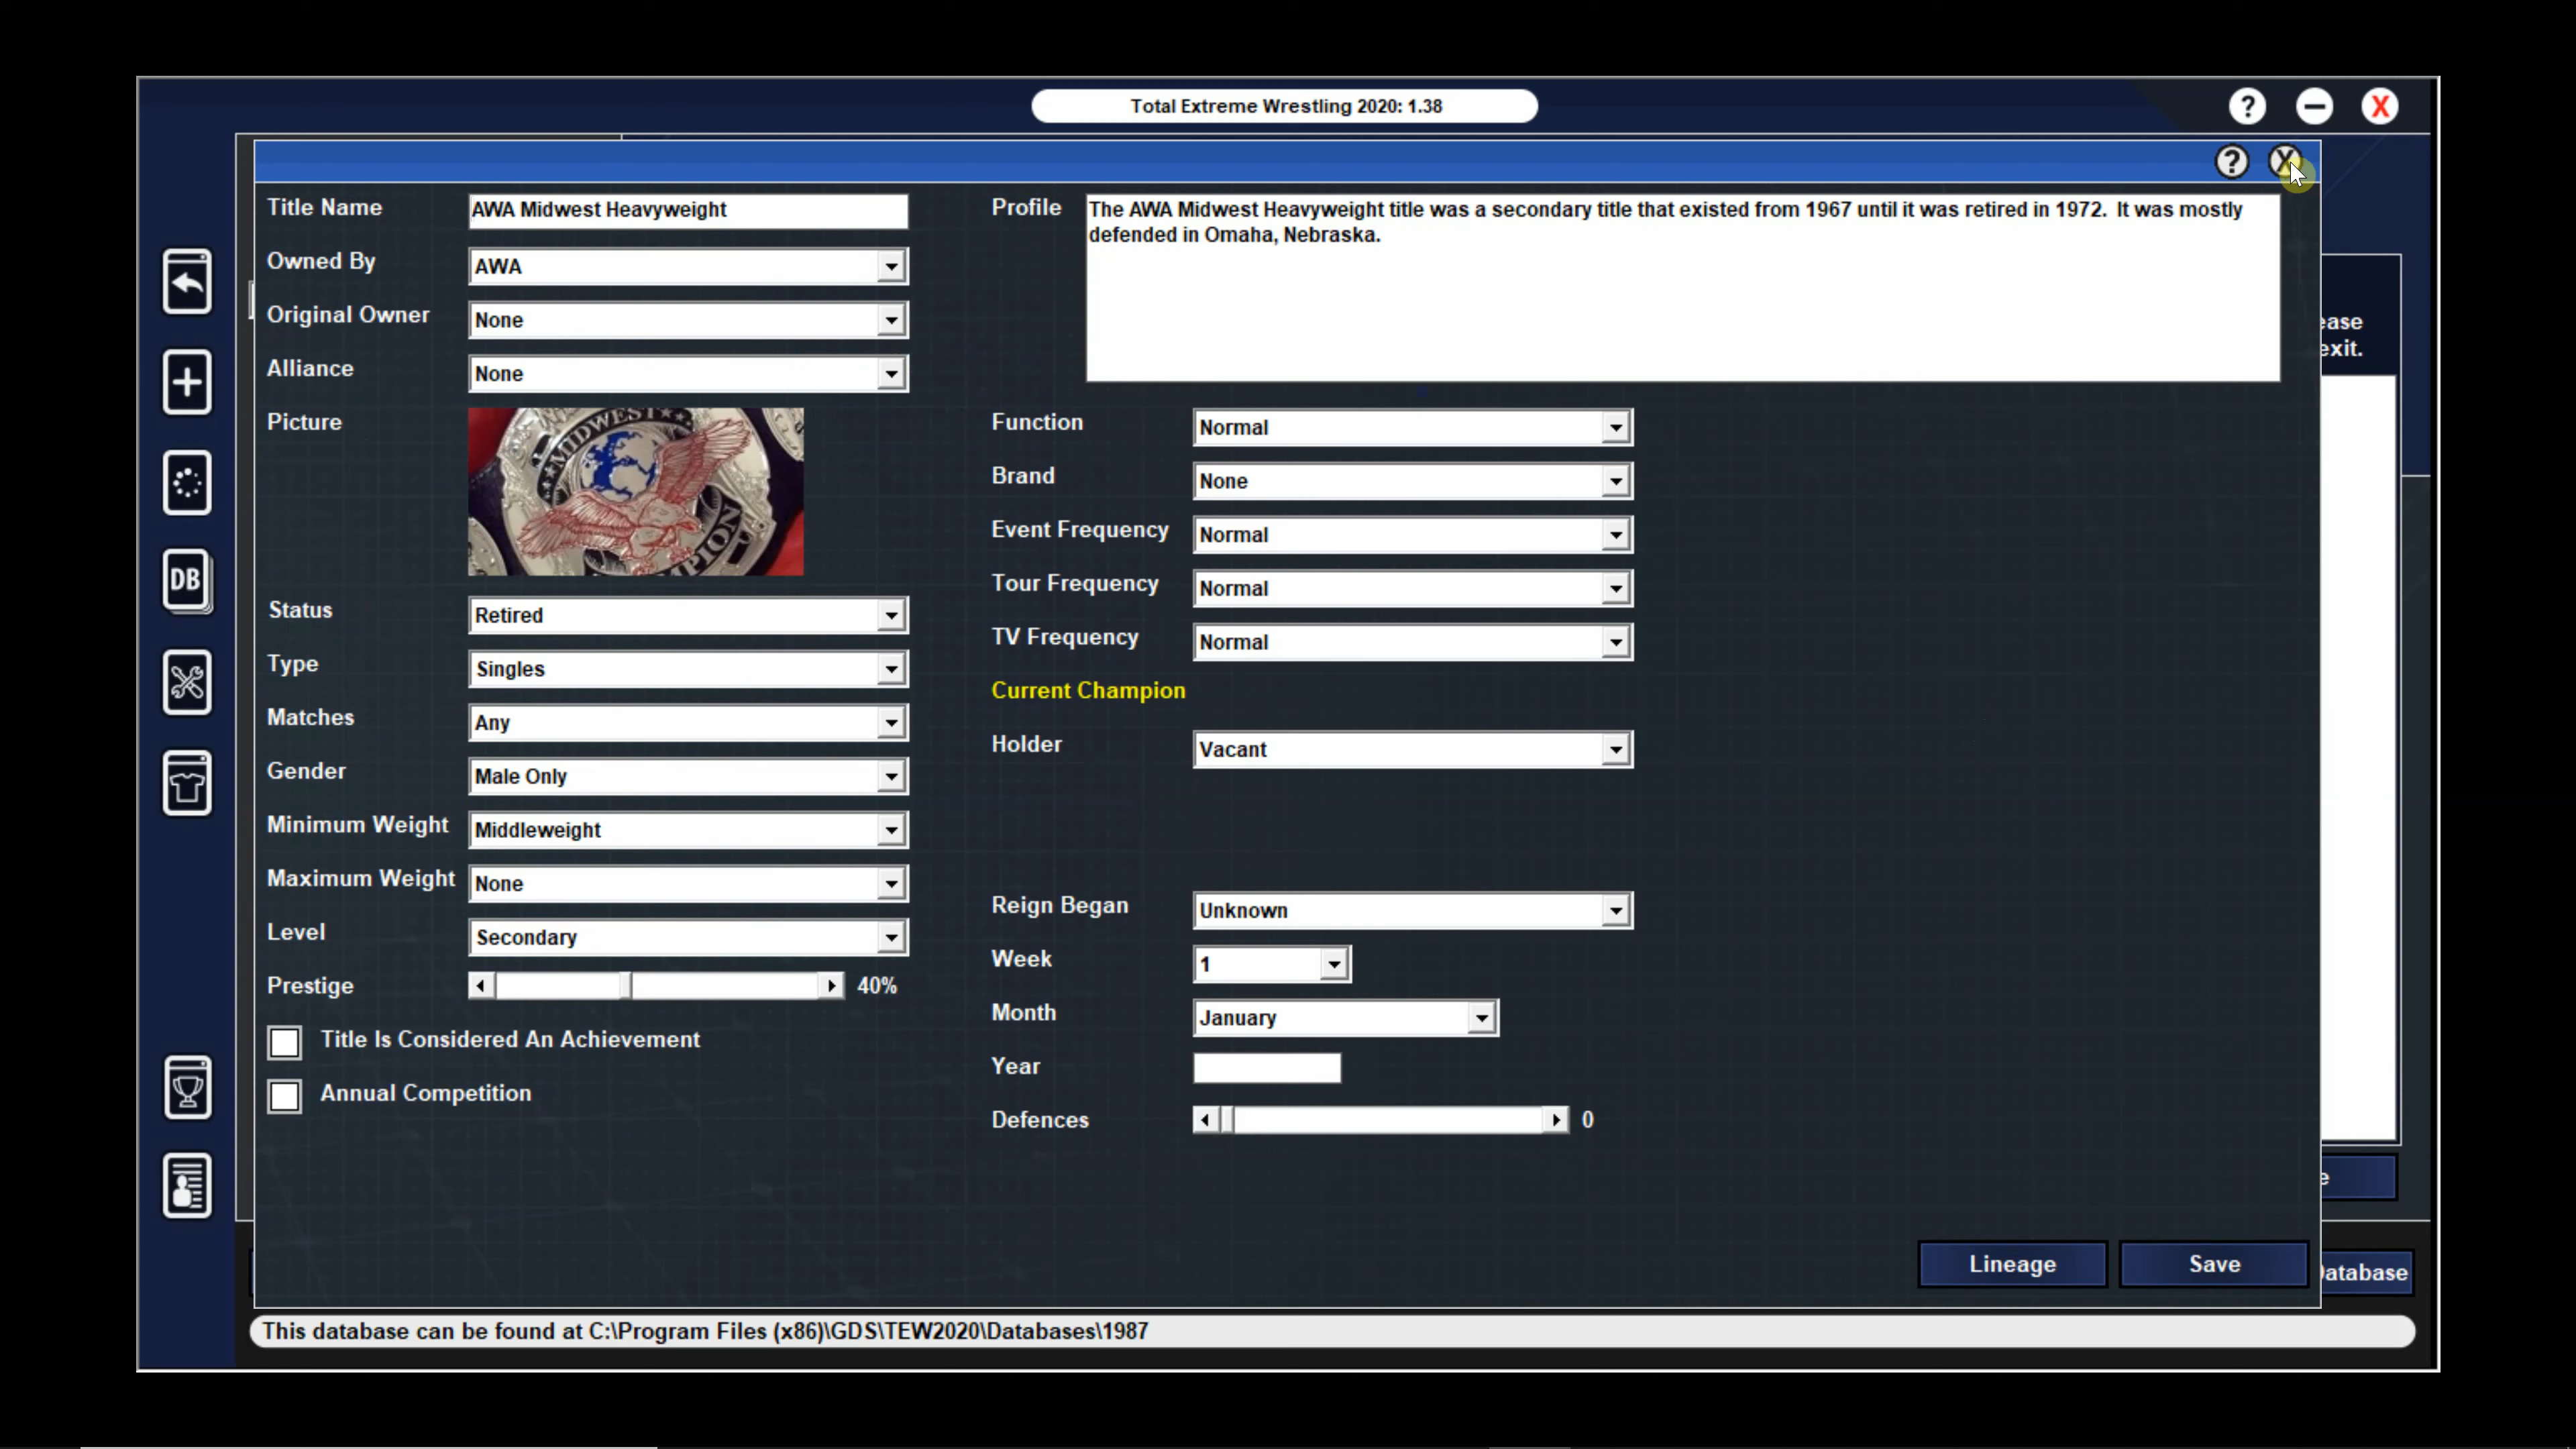 Total Extreme Wrestling 2020: 1.38
? X
? X
Title Name AWA Midwest Heavyweight
Owned By AWA
Original Owner None
Alliance None
Picture
MIDWEST
Status Retired
Type Singles
Matches Any
Gender Male Only
Minimum Weight Middleweight
Maximum Weight None
Level Secondary
Prestige 40%
Title Is Considered An Achievement
Annual Competition
Profile The AWA Midwest Heavyweight title was a secondary title that existed from 1967 until it was retired in 1972. It was mostly
defended in Omaha, Nebraska.
Function Normal
Brand None
Event Frequency Normal
Tour Frequency Normal
TV Frequency Normal
Current Champion
Holder Vacant
Reign Began Unknown
Week 1
Month January
Year
Defences 0
Lineage Save
ease
exit.
e
atabase
DB
This database can be found at C:\Program Files (x86)\GDS\TEW2020\Databases\1987